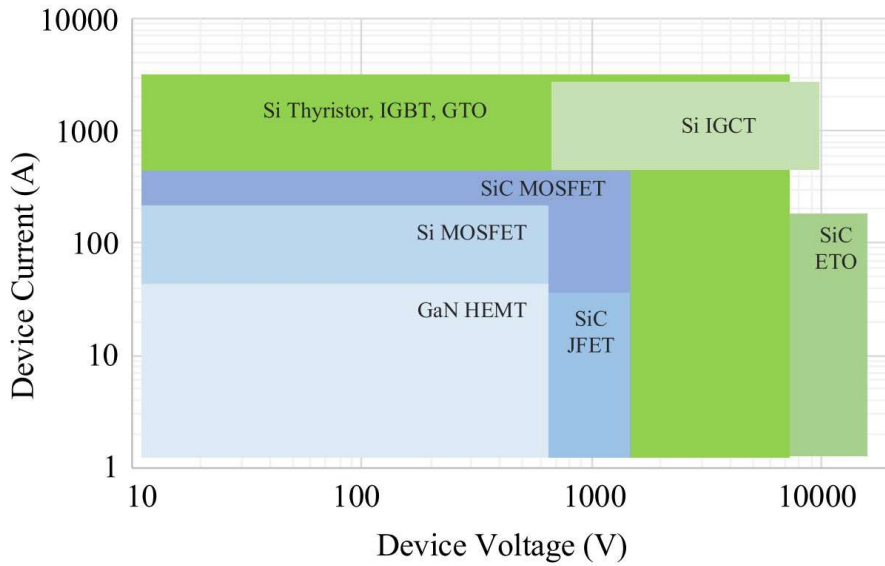 10000
Si Thyristor, IGBT, GTO
1000
Si IGCT
SiC MOSFET
Device Current (A)
100
Si MOSFET
SiC
ETO
GaN HEMT
SiC
JFET
10
1
10
100
1000
10000
Device Voltage (V)